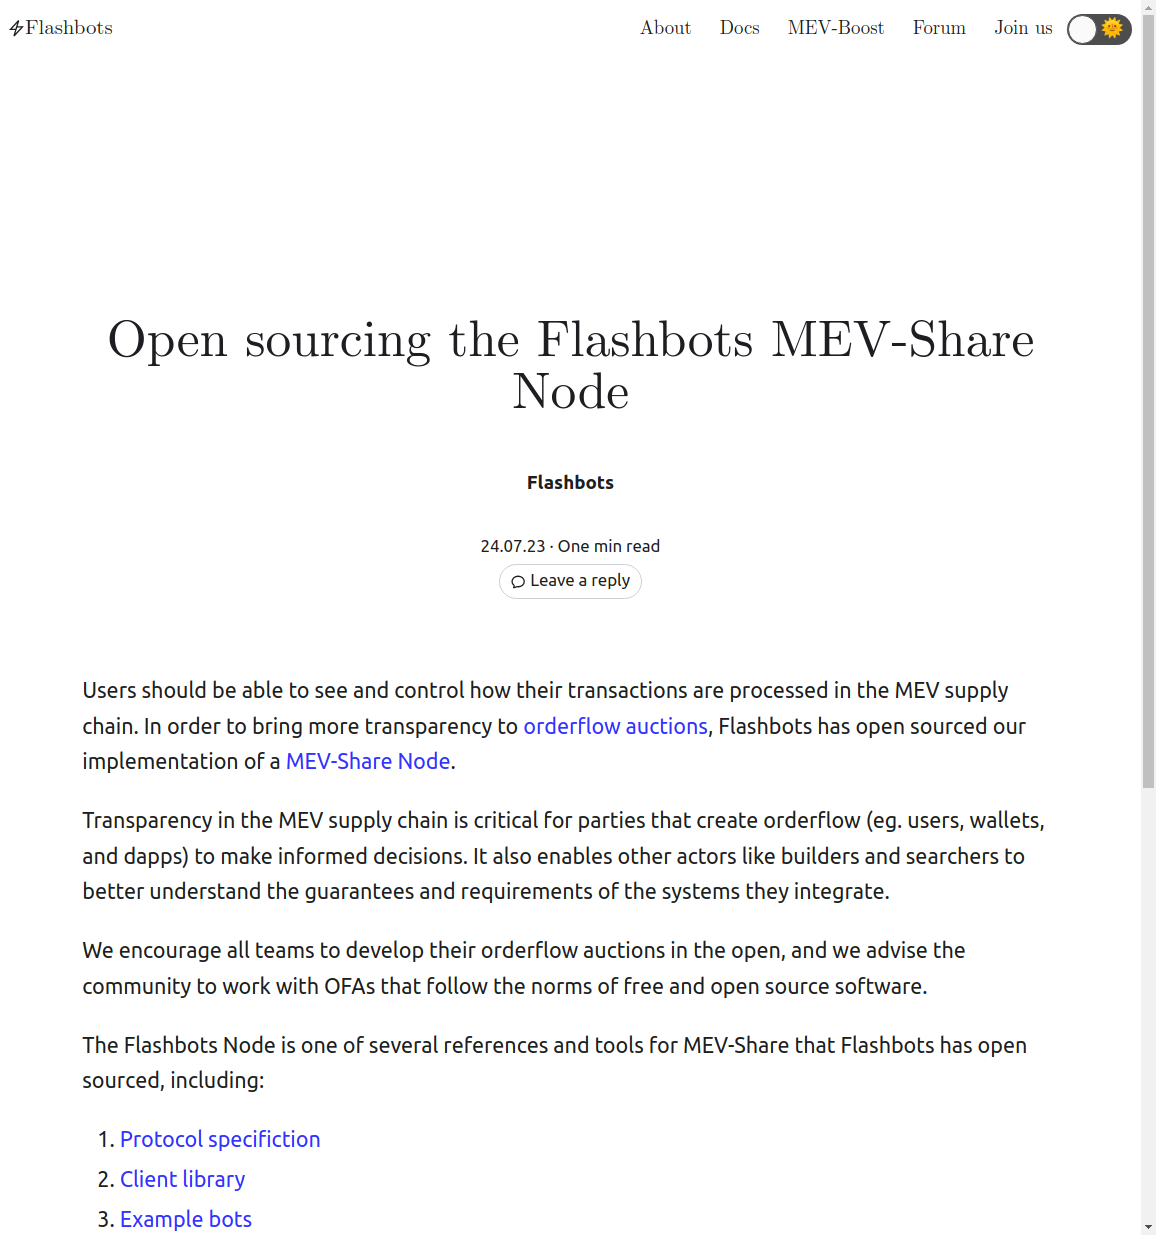 Flashbots About Docs MEV-Boost Forum Join us
Open sourcing the Flashbots MEV-Share
Node
Flashbots
24.07.23 · One min read
Leave a reply
Users should be able to see and control how their transactions are processed in the MEV supply
chain. In order to bring more transparency to orderflow auctions, Flashbots has open sourced our
implementation of a MEV-Share Node.
Transparency in the MEV supply chain is critical for parties that create orderflow (eg. users, wallets,
and dapps) to make informed decisions. It also enables other actors like builders and searchers to
better understand the guarantees and requirements of the systems they integrate.
We encourage all teams to develop their orderflow auctions in the open, and we advise the
community to work with OFAs that follow the norms of free and open source software.
The Flashbots Node is one of several references and tools for MEV-Share that Flashbots has open
sourced, including:
1. Protocol specifiction
2. Client library
3. Example bots